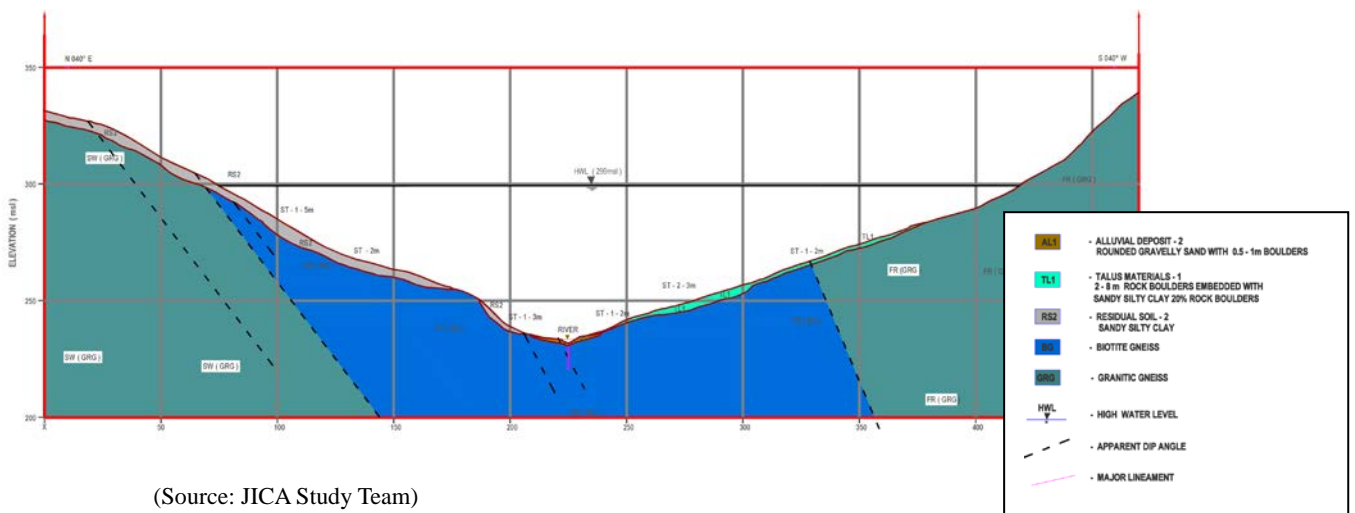 N 040° E
S 040° W
350
300
250
200
ELEVATION ( msl )
X
50
100
150
200
250
300
350
400
RS2
SW ( GRG )
RS2
HWL ( 299msl )
FR ( GRG )
ST - 1 - 5m
RS2
ST - 2m
ST - 1 - 2m
TL1
FR (GRG
ST - 2 - 3m
TL1
TL1
RS2
ST - 1 - 3m
RIVER
ST - 1 - 2m
SW ( GRG )
SW ( GRG )
FR ( GRG )
AL1 - ALLUVIAL DEPOSIT - 2
ROUNDED GRAVELLY SAND WITH 0.5 - 1m BOULDERS
TL1 - TALUS MATERIALS - 1
2 - 8 m ROCK BOULDERS EMBEDDED WITH
SANDY SILTY CLAY 20% ROCK BOULDERS
RS2 - RESIDUAL SOIL - 2
SANDY SILTY CLAY
BG - BIOTITE GNEISS
GRG - GRANITIC GNEISS
HWL - HIGH WATER LEVEL
- APPARENT DIP ANGLE
- MAJOR LINEAMENT
(Source: JICA Study Team)